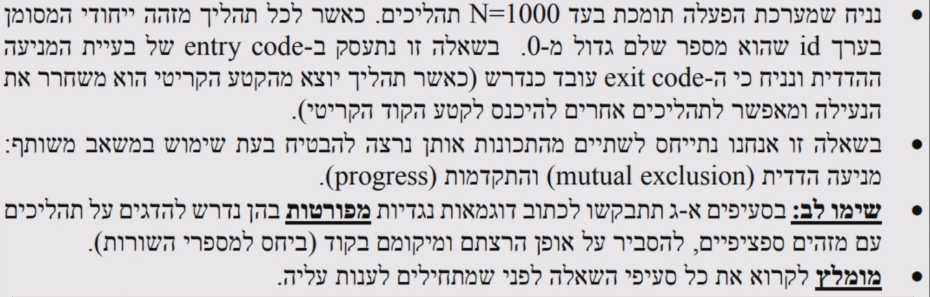 • נניח שמערכת הפעלה תומכת בעד N=1000 תהליכים. כאשר לכל תהליך מזהה ייחודי המסומן
בערך id שהוא מספר שלם גדול מ-0. בשאלה זו נתעסק ב-entry code של בעיית המניעה
ההדדית ונניח כי ה-exit code עובד כנדרש (כאשר תהליך יוצא מהקטע הקריטי הוא משחרר את
הנעילה ומאפשר לתהליכים אחרים להיכנס לקטע הקוד הקריטי).
• בשאלה זו אנחנו נתייחס לשתיים מהתכונות אותן נרצה להבטיח בעת שימוש במשאב משותף:
מניעה הדדית (mutual exclusion) והתקדמות (progress).
• שימו לב: בסעיפים א-ג תתבקשו לכתוב דוגמאות נגדיות מפורטות בהן נדרש להדגים על תהליכים
עם מזהים ספציפיים, להסביר על אופן הרצתם ומיקומם בקוד (ביחס למספרי השורות).
• מומלץ לקרוא את כל סעיפי השאלה לפני שמתחילים לענות עליה.